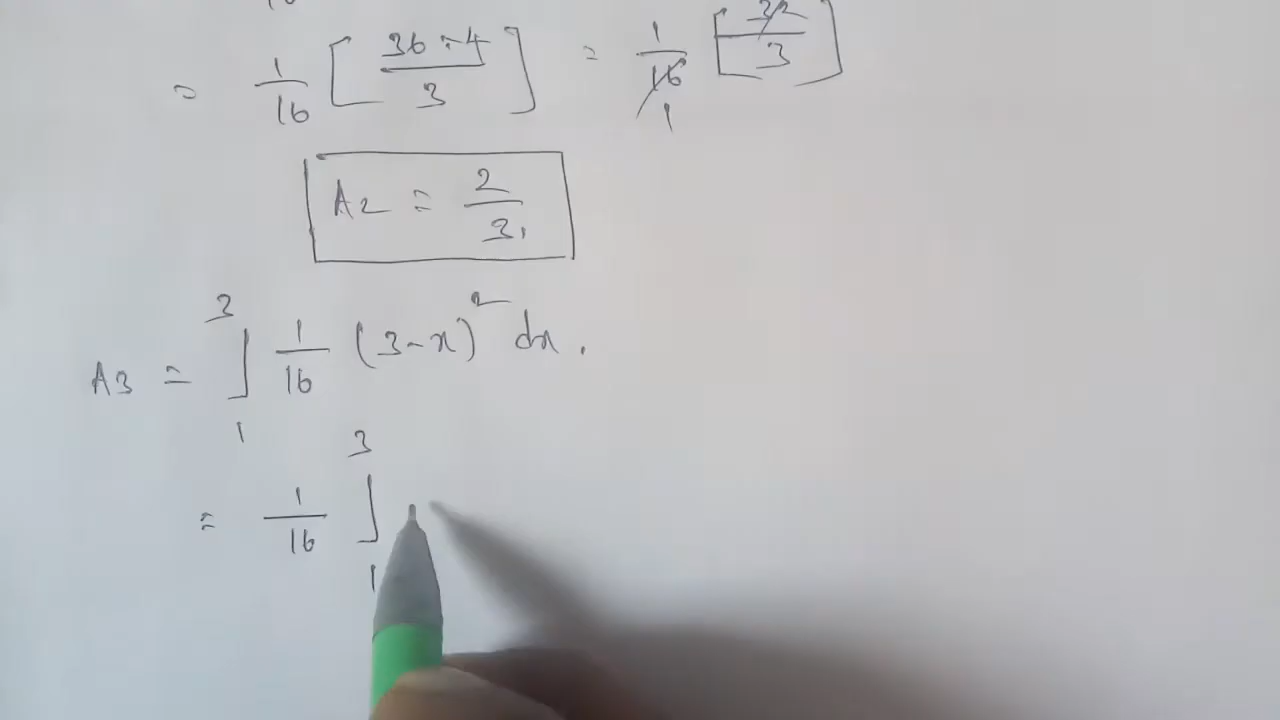 = 1/16 [ (36-4)/3 ] = 1/16 [ 32/3 ]
1
A2 = 2/3
A3 = ∫₁³ 1/16 (3-x)² dx.
= 1/16 ∫₁³